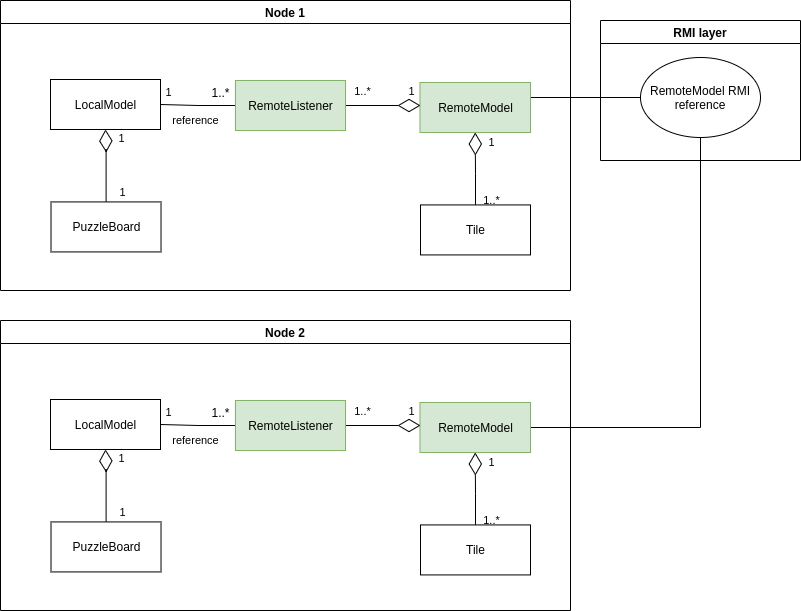 Node 1
RMI layer
LocalModel
1
1..*
reference
RemoteListener
1..*
1
RemoteModel
RemoteModel RMI
reference
1
1
1
1..*
PuzzleBoard
Tile
Node 2
LocalModel
1
1..*
reference
RemoteListener
1..*
1
RemoteModel
1
1
1
1..*
PuzzleBoard
Tile